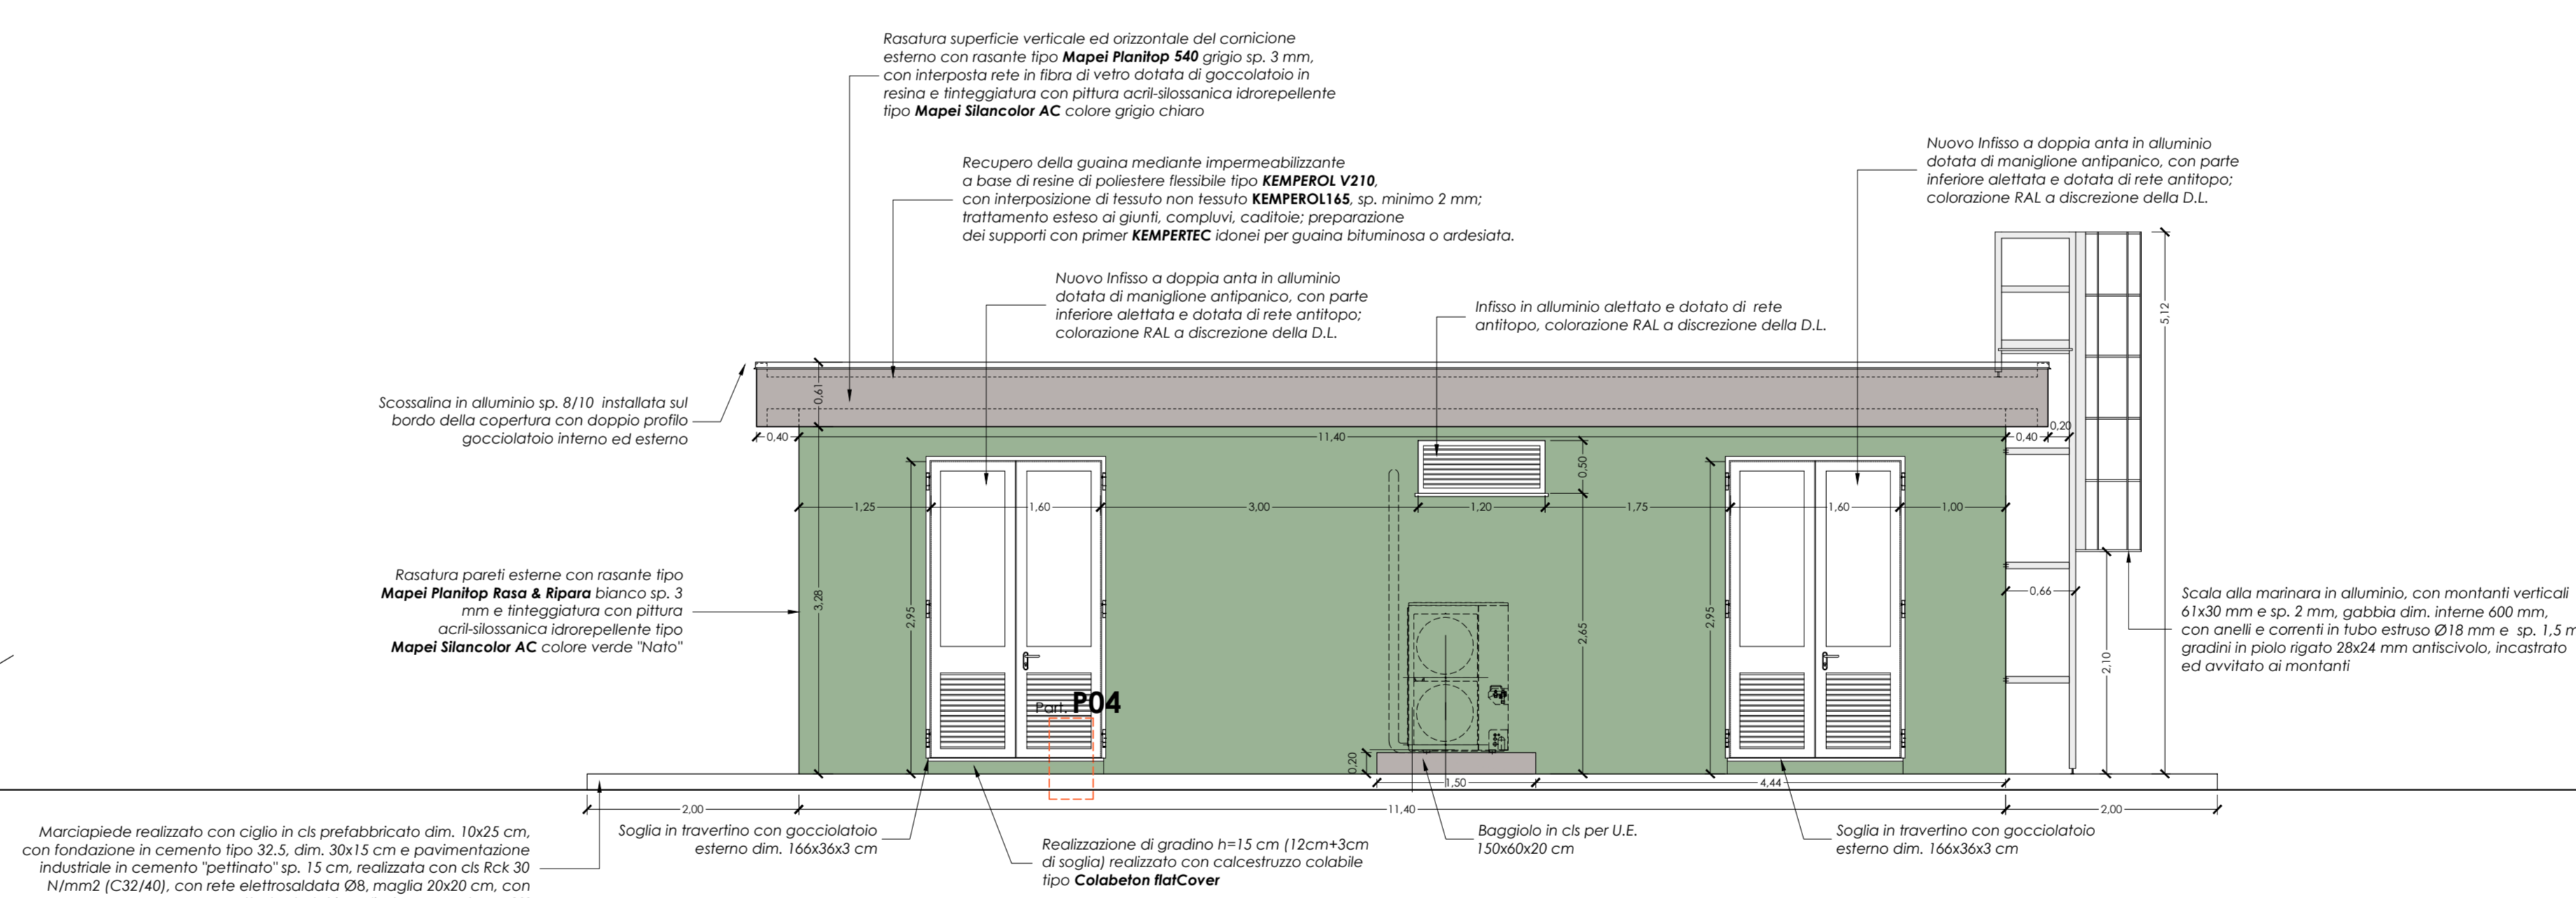 Rasatura superficie verticale ed orizzontale del cornicione
esterno con rasante tipo Mapei Planitop 540 grigio sp. 3 mm,
con interposta rete in fibra di vetro dotata di goccolatoio in
resina e tinteggiatura con pittura acril-silossanica idrorepellente
tipo Mapei Silancolor AC colore grigio chiaro
Recupero della guaina mediante impermeabilizzante
a base di resine di poliestere flessibile tipo KEMPEROL V210,
con interposizione di tessuto non tessuto KEMPEROL165, sp. minimo 2 mm;
trattamento esteso ai giunti, compluvi, caditoie; preparazione
dei supporti con primer KEMPERTEC idonei per guaina bituminosa o ardesiata.
Nuovo Infisso a doppia anta in alluminio
dotata di maniglione antipanico, con parte
inferiore alettata e dotata di rete antitopo;
colorazione RAL a discrezione della D.L.
Nuovo Infisso a doppia anta in alluminio
dotata di maniglione antipanico, con parte
inferiore alettata e dotata di rete antitopo;
colorazione RAL a discrezione della D.L.
Infisso in alluminio alettato e dotato di rete
antitopo, colorazione RAL a discrezione della D.L.
5,12
Scossalina in alluminio sp. 8/10 installata sul
bordo della copertura con doppio profilo
gocciolatoio interno ed esterno
0,61
0,40
11,40
0,40
0,20
0,50
1,25
1,60
3,00
1,20
1,75
1,60
1,00
Rasatura pareti esterne con rasante tipo
Mapei Planitop Rasa & Ripara bianco sp. 3
mm e tinteggiatura con pittura
acril-silossanica idrorepellente tipo
Mapei Silancolor AC colore verde "Nato"
3,28
2,95
2,65
2,95
0,66
2,10
Scala alla marinara in alluminio, con montanti verticali
61x30 mm e sp. 2 mm, gabbia dim. interne 600 mm,
con anelli e correnti in tubo estruso Ø18 mm e sp. 1,5 m
gradini in piolo rigato 28x24 mm antiscivolo, incastrato
ed avvitato ai montanti
Part. P04
0,20
1,50
4,44
2,00
11,40
2,00
Marciapiede realizzato con ciglio in cls prefabbricato dim. 10x25 cm,
con fondazione in cemento tipo 32.5, dim. 30x15 cm e pavimentazione
industriale in cemento "pettinato" sp. 15 cm, realizzata con cls Rck 30
N/mm2 (C32/40), con rete elettrosaldata Ø8, maglia 20x20 cm, con
Soglia in travertino con gocciolatoio
esterno dim. 166x36x3 cm
Realizzazione di gradino h=15 cm (12cm+3cm
di soglia) realizzato con calcestruzzo colabile
tipo Colabeton flatCover
Baggiolo in cls per U.E.
150x60x20 cm
Soglia in travertino con gocciolatoio
esterno dim. 166x36x3 cm